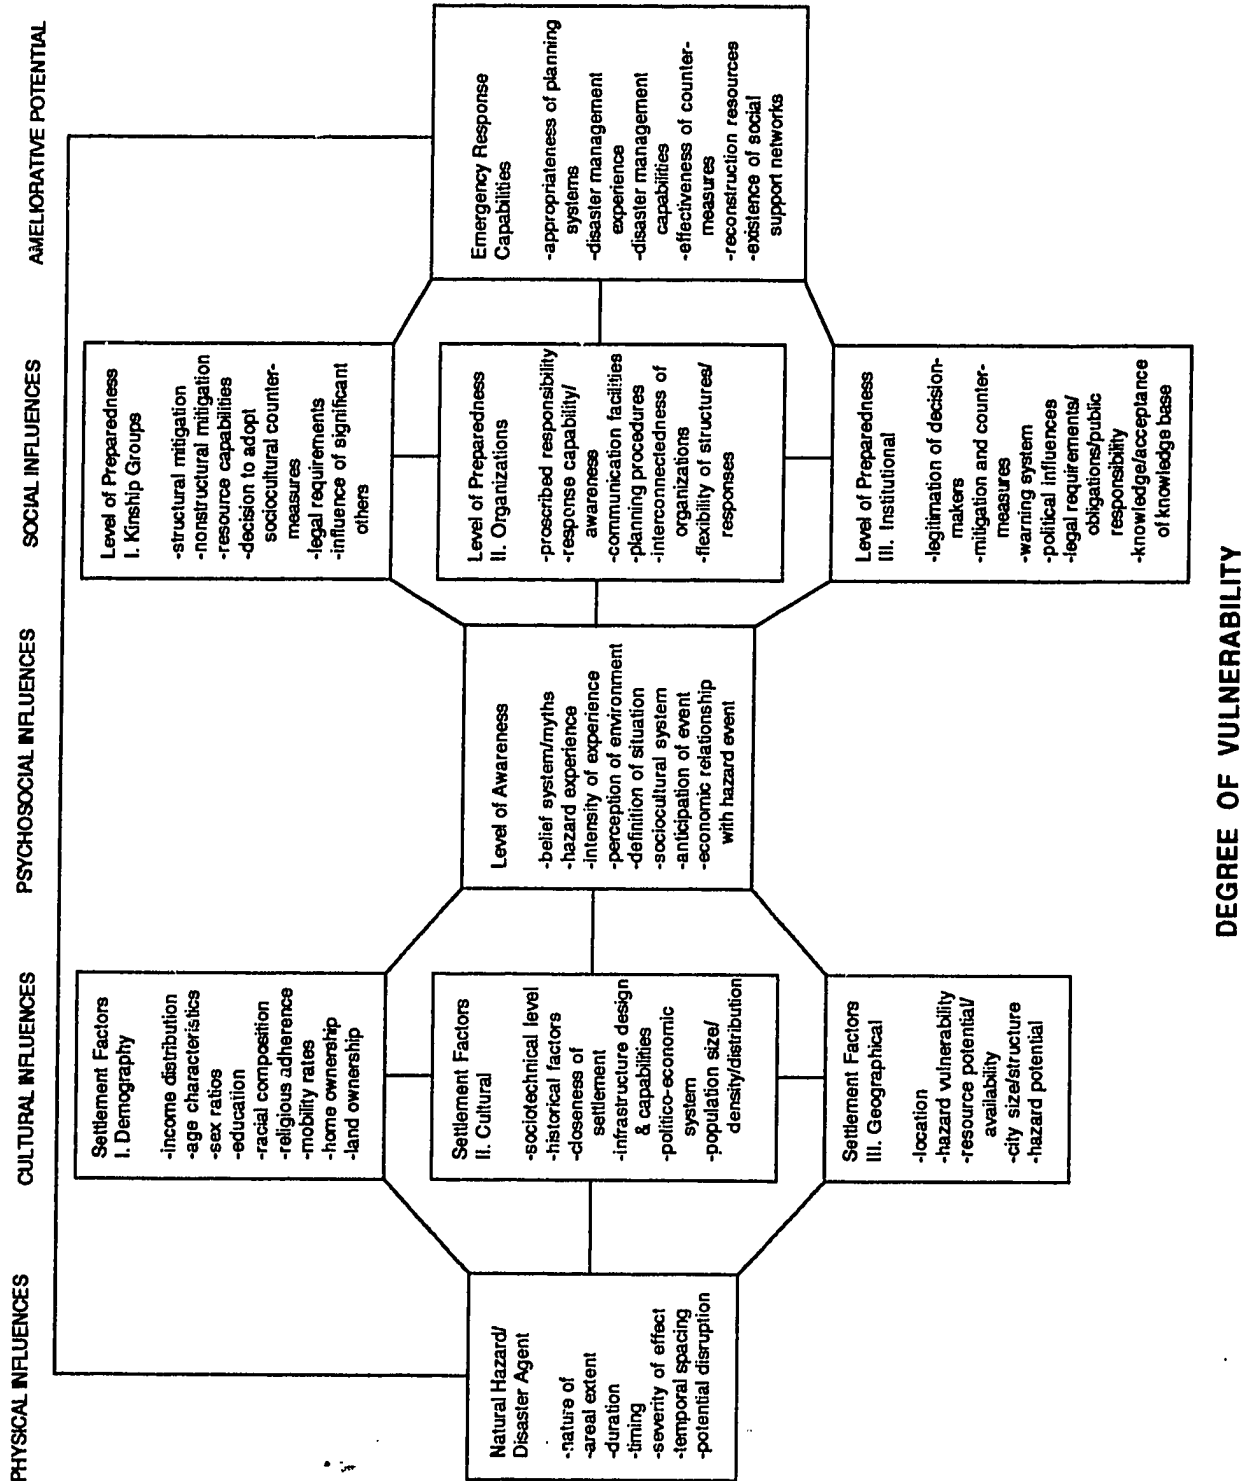 PHYSICAL INFLUENCES
CULTURAL INFLUENCES
PSYCHOSOCIAL INFLUENCES
SOCIAL INFLUENCES
AMELIORATIVE POTENTIAL
Natural Hazard/
Disaster Agent
-nature of
-areal extent
-duration
-timing
-severity of effect
-temporal spacing
-potential disruption
Settlement Factors
I. Demography
-income distribution
-age characteristics
-sex ratios
-education
-racial composition
-religious adherence
-mobility rates
-home ownership
-land ownership
Settlement Factors
II. Cultural
-sociotechnical level
-historical factors
-closeness of
settlement
-infrastructure design
& capabilities
-politico-economic
system
-population size/
density/distribution
Settlement Factors
III. Geographical
-location
-hazard vulnerability
-resource potential/
availability
-city size/structure
-hazard potential
Level of Awareness
-belief system/myths
-hazard experience
-intensity of experience
-perception of environment
-definition of situation
-sociocultural system
-anticipation of event
-economic relationship
with hazard event
Level of Preparedness
I. Kinship Groups
-structural mitigation
-nonstructural mitigation
-resource capabilities
-decision to adopt
sociocultural counter-
measures
-legal requirements
-influence of significant
others
Level of Preparedness
II. Organizations
-proscribed responsibility
-response capability/
awareness
-communication facilities
-planning procedures
-interconnectedness of
organizations
-flexibility of structures/
responses
Level of Preparedness
III. Institutional
-legitimation of decision-
makers
-mitigation and counter-
measures
-warning system
-political influences
-legal requirements/
obligations/public
responsibility
-knowledge/acceptance
of knowledge base
Emergency Response
Capabilities
-appropriateness of planning
systems
-disaster management
experience
-disaster management
capabilities
-effectiveness of counter-
measures
-reconstruction resources
-existence of social
support networks
DEGREE OF VULNERABILITY